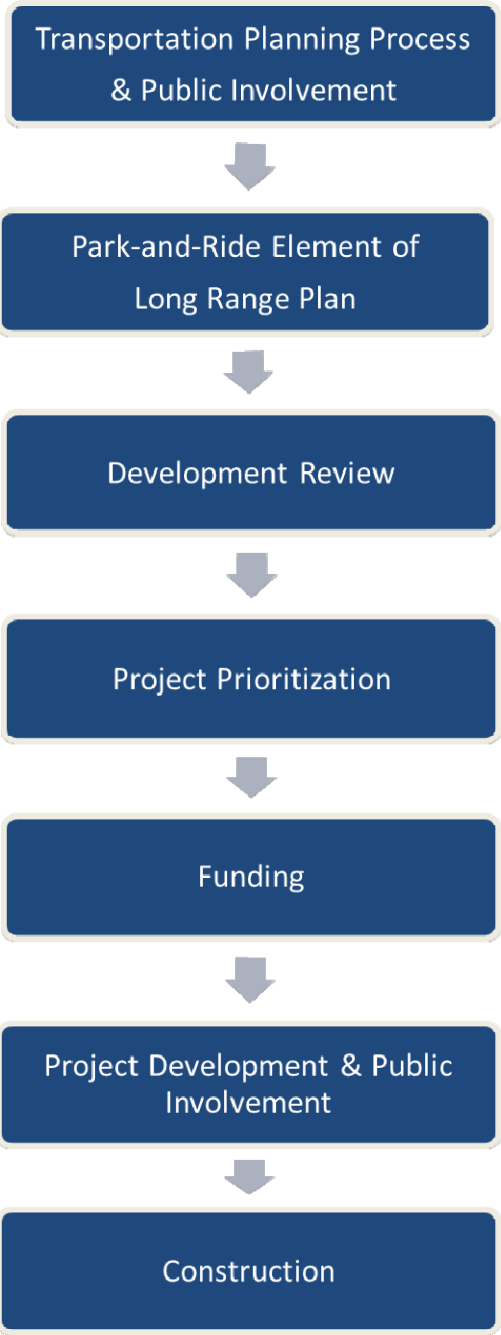 Transportation Planning Process
& Public Involvement
Park-and-Ride Element of
Long Range Plan
Development Review
Project Prioritization
Funding
Project Development & Public
Involvement
Construction